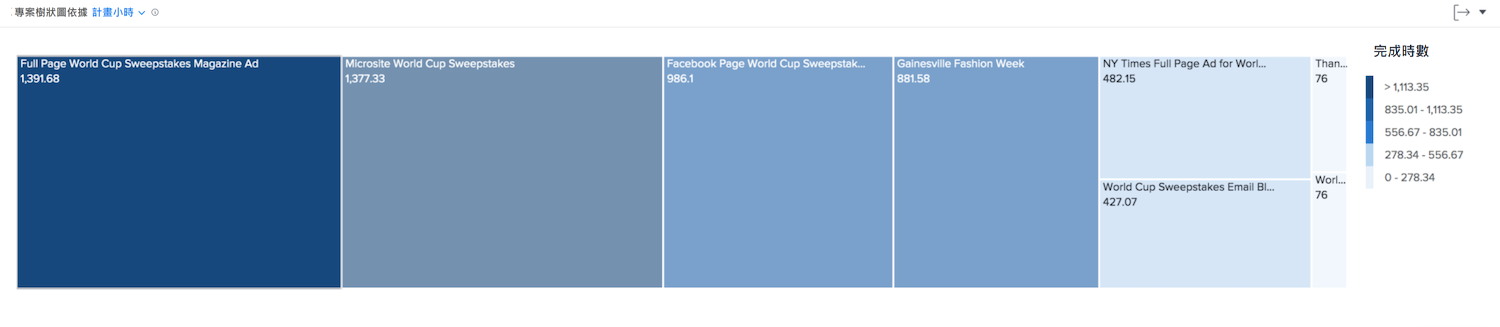 專案樹狀圖依據 計畫小時
完成時數
Full Page World Cup Sweepstakes Magazine Ad
1,391.68
Microsite World Cup Sweepstakes
1,377.33
Facebook Page World Cup Sweepstak...
986.1
Gainesville Fashion Week
881.58
NY Times Full Page Ad for Worl...
482.15
World Cup Sweepstakes Email Bl...
427.07
Than...
76
Worl...
76
> 1,113.35
835.01 - 1,113.35
556.67 - 835.01
278.34 - 556.67
0 - 278.34